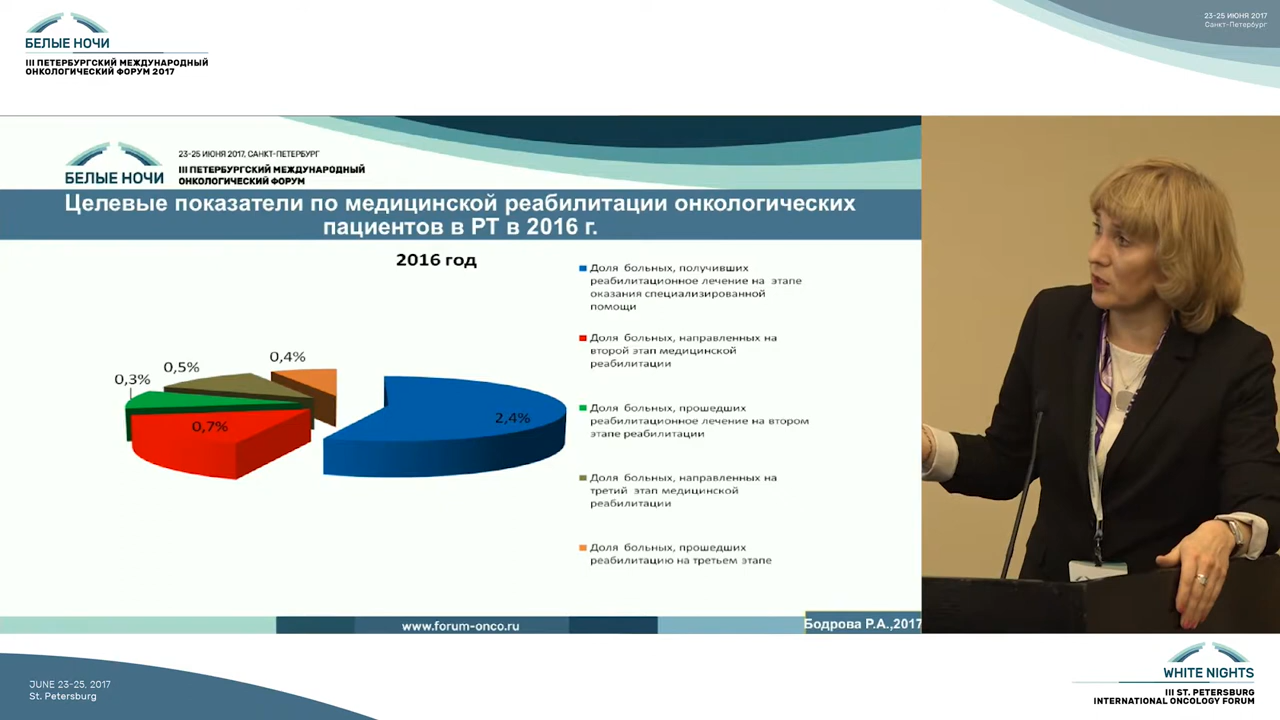 БЕЛЫЕ НОЧИ
III ПЕТЕРБУРГСКИЙ МЕЖДУНАРОДНЫЙ
ОНКОЛОГИЧЕСКИЙ ФОРУМ 2017
23-25 ИЮНЯ 2017
Санкт-Петербург
БЕЛЫЕ НОЧИ
23-25 ИЮНЯ 2017, САНКТ-ПЕТЕРБУРГ
III ПЕТЕРБУРГСКИЙ МЕЖДУНАРОДНЫЙ
ОНКОЛОГИЧЕСКИЙ ФОРУМ
Целевые показатели по медицинской реабилитации онкологических
пациентов в РТ в 2016 г.
2016 год
0,4%
0,5%
0,3%
0,7%
2,4%
Доля больных, получивших
реабилитационное лечение на этапе
оказания специализированной
помощи
Доля больных, направленных на
второй этап медицинской
реабилитации
Доля больных, прошедших
реабилитационное лечение на втором
этапе реабилитации
Доля больных, направленных на
третий этап медицинской
реабилитации
Доля больных, прошедших
реабилитацию на третьем этапе
www.forum-onco.ru
Бодрова Р.А.,2017
JUNE 23-25, 2017
St. Petersburg
WHITE NIGHTS
III ST. PETERSBURG
INTERNATIONAL ONCOLOGY FORUM